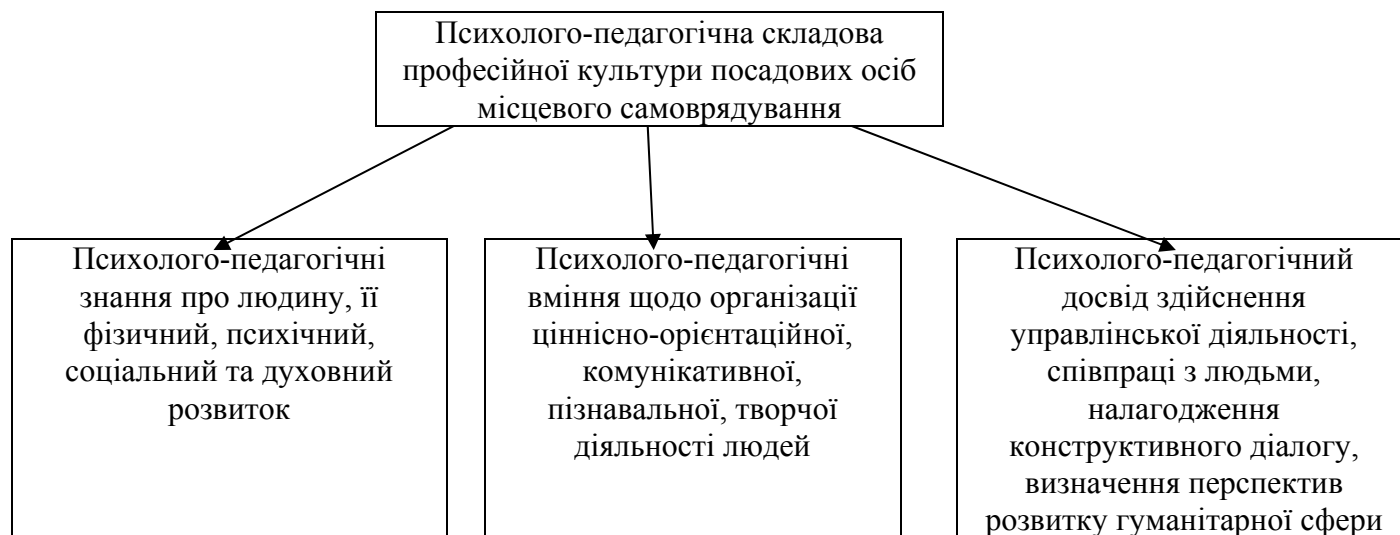 Психолого-педагогічна складова
професійної культури посадових осіб
місцевого самоврядування
Психолого-педагогічні
знання про людину, її
фізичний, психічний,
соціальний та духовний
розвиток
Психолого-педагогічні
вміння щодо організації
ціннісно-орієнтаційної,
комунікативної,
пізнавальної, творчої
діяльності людей
Психолого-педагогічний
досвід здійснення
управлінської діяльності,
співпраці з людьми,
налагодження
конструктивного діалогу,
визначення перспектив
розвитку гуманітарної сфери